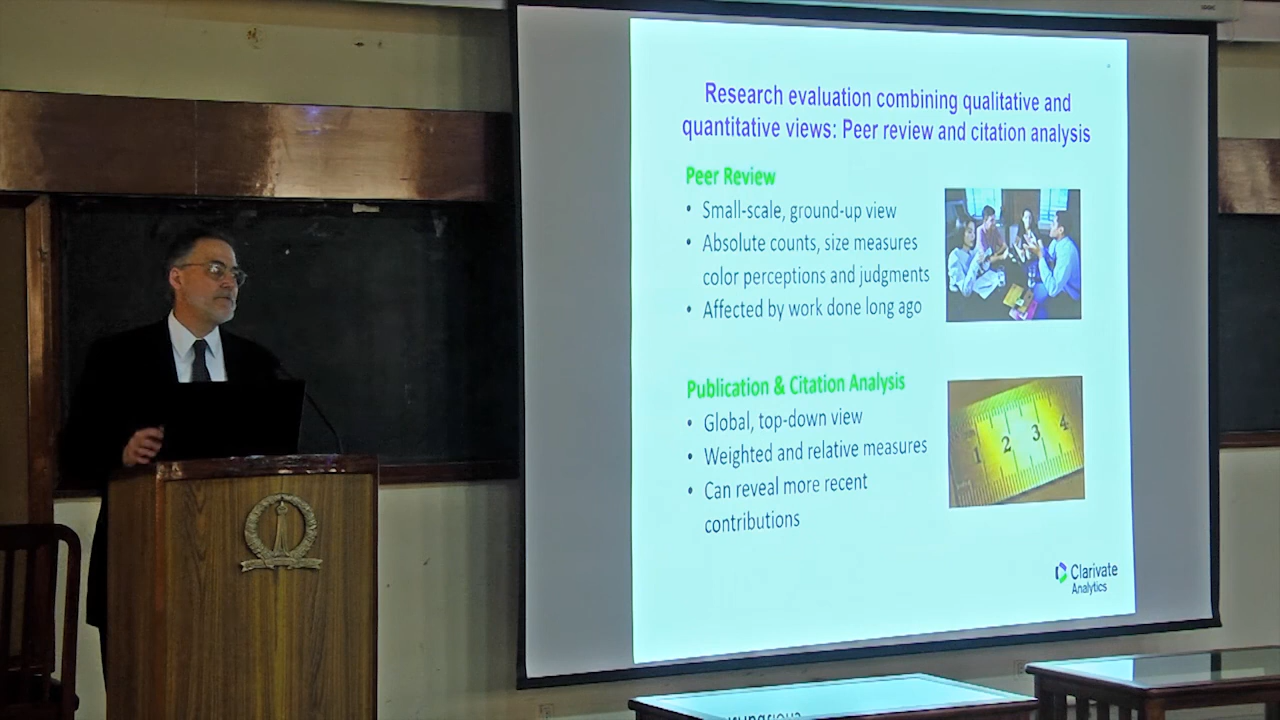 Research evaluation combining qualitative and
quantitative views: Peer review and citation analysis
Peer Review
• Small-scale, ground-up view
• Absolute counts, size measures
color perceptions and judgments
• Affected by work done long ago
1 2 3 4
Publication & Citation Analysis
• Global, top-down view
• Weighted and relative measures
• Can reveal more recent
contributions
Clarivate
Analytics